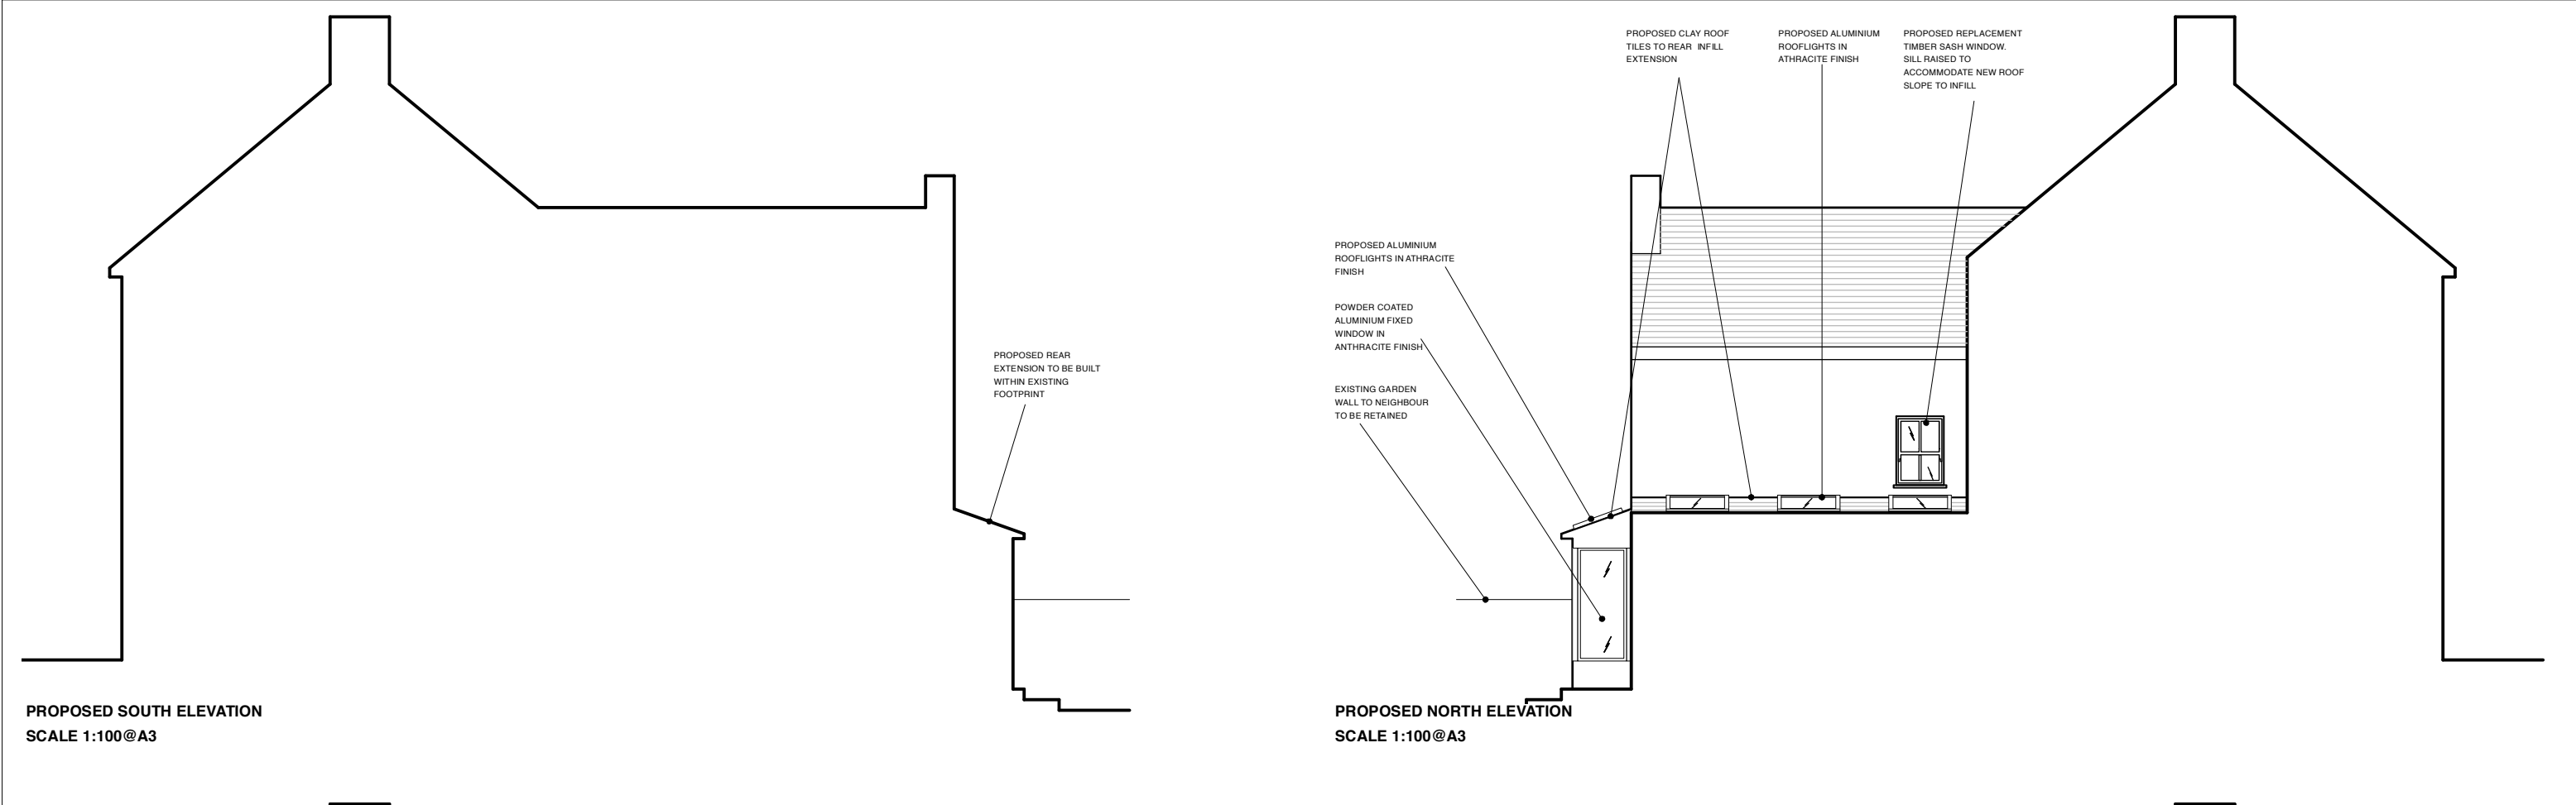 PROPOSED REAR
EXTENSION TO BE BUILT
WITHIN EXISTING
FOOTPRINT
PROPOSED SOUTH ELEVATION
SCALE 1:100@A3
PROPOSED CLAY ROOF
TILES TO REAR INFILL
EXTENSION
PROPOSED ALUMINIUM
ROOFLIGHTS IN
ATHRACITE FINISH
PROPOSED REPLACEMENT
TIMBER SASH WINDOW.
SILL RAISED TO
ACCOMMODATE NEW ROOF
SLOPE TO INFILL
PROPOSED ALUMINIUM
ROOFLIGHTS IN ATHRACITE
FINISH
POWDER COATED
ALUMINIUM FIXED
WINDOW IN
ANTHRACITE FINISH
EXISTING GARDEN
WALL TO NEIGHBOUR
TO BE RETAINED
PROPOSED NORTH ELEVATION
SCALE 1:100@A3